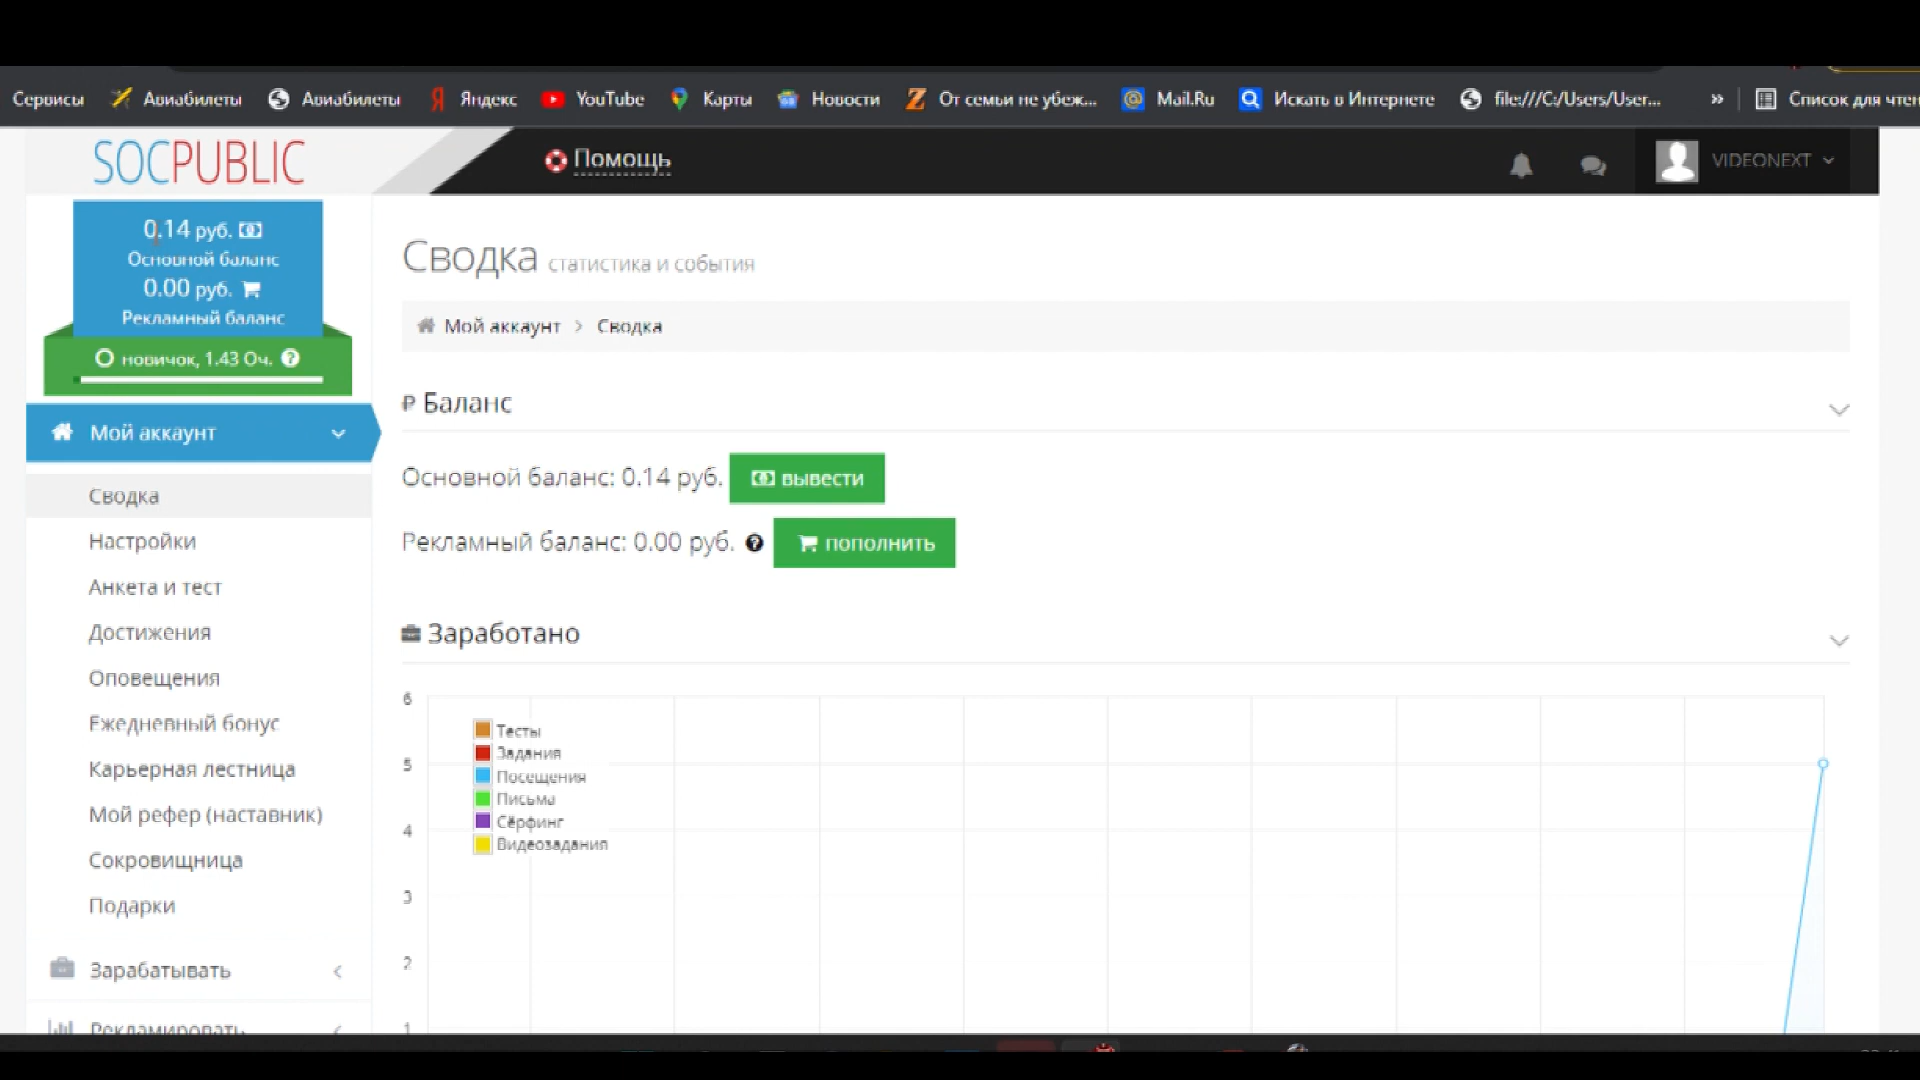 Сервисы Авиабилеты Авиабилеты Яндекс YouTube Карты Новости От семьи не убеж... Mail.Ru Искать в Интернете file:///C:/Users/User... » Список для чтен
SOCPUBLIC
Помощь
VIDEONEXT
0.14 руб.
Основной баланс
0.00 руб.
Рекламный баланс
новичок, 1.43 Оч.
Мой аккаунт
Сводка
Настройки
Анкета и тест
Достижения
Оповещения
Ежедневный бонус
Карьерная лестница
Мой рефер (наставник)
Сокровищница
Подарки
Зарабатывать
Рекламировать
Сводка статистика и события
Мой аккаунт > Сводка
₽ Баланс
Основной баланс: 0.14 руб. вывести
Рекламный баланс: 0.00 руб. пополнить
Заработано
6
5
4
3
2
1
Тесты
Задания
Посещения
Письма
Сёрфинг
Видеозадания